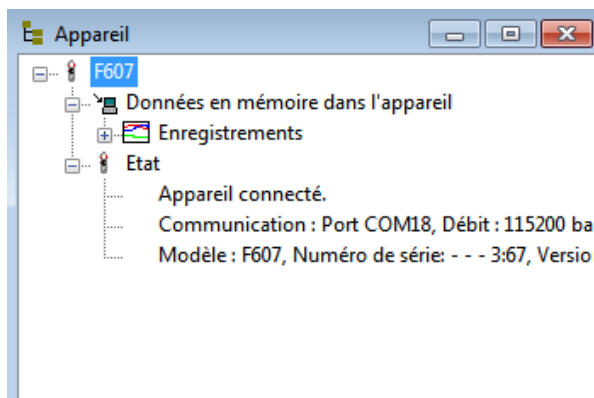 Appareil
F607
Données en mémoire dans l'appareil
Enregistrements
Etat
Appareil connecté.
Communication : Port COM18, Débit : 115200 ba
Modèle : F607, Numéro de série: - - - 3:67, Versio